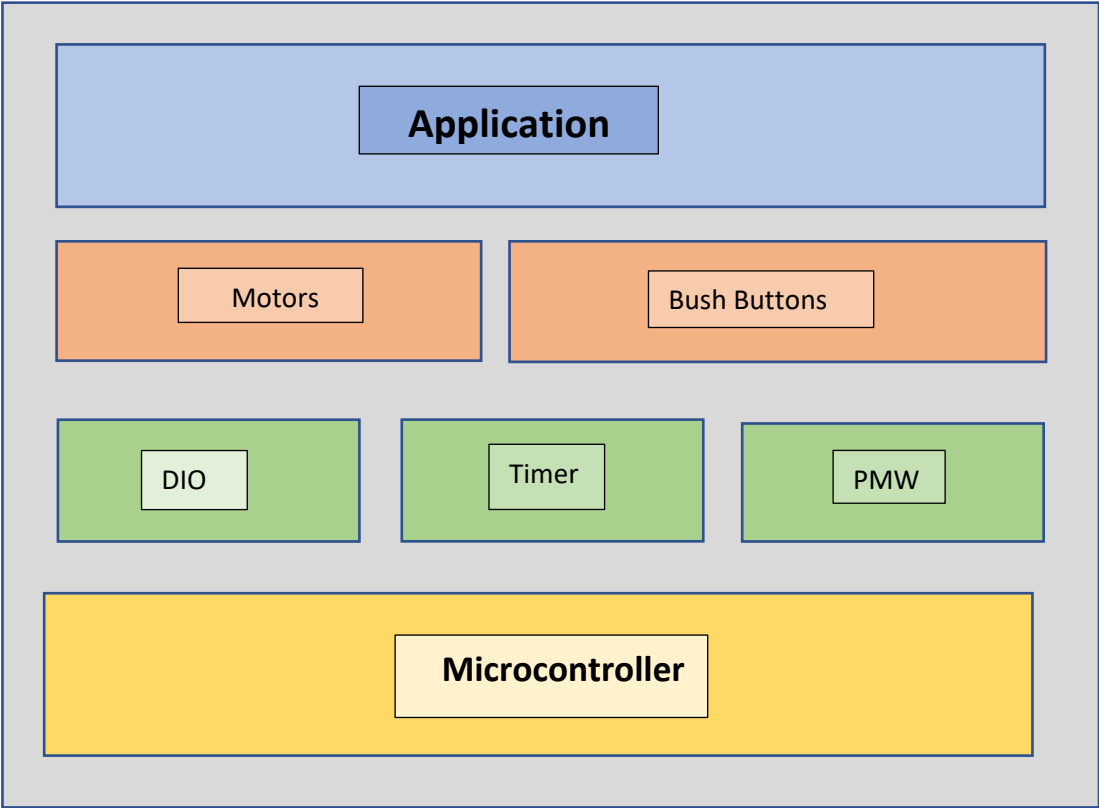 Application
Motors
Bush Buttons
DIO
Timer
PMW
Microcontroller